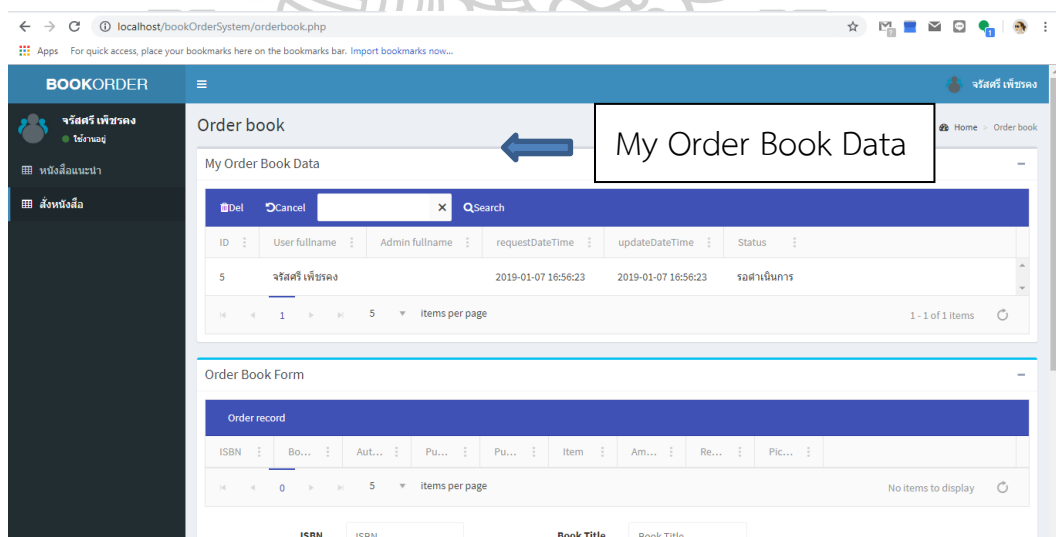 localhost/bookOrderSystem/orderbook.php
Apps For quick access, place your bookmarks here on the bookmarks bar. Import bookmarks now...
1
BOOKORDER
จรัสศรี เพ็ชรคง
จรัสศรี เพ็ชรคง
ใช้งานอยู่
หนังสือแนะนำ
สั่งหนังสือ
Order book
Home > Order book
My Order Book Data
My Order Book Data
Del Cancel Search
ID User fullname Admin fullname requestDateTime updateDateTime Status
5 จรัสศรี เพ็ชรคง 2019-01-07 16:56:23 2019-01-07 16:56:23 รอดำเนินการ
1 5 items per page 1 - 1 of 1 items
Order Book Form
Order record
ISBN Bo... Aut... Pu... Pu... Item Am... Re... Pic...
0 5 items per page No items to display
ISBN ISBN Book Title Book Title